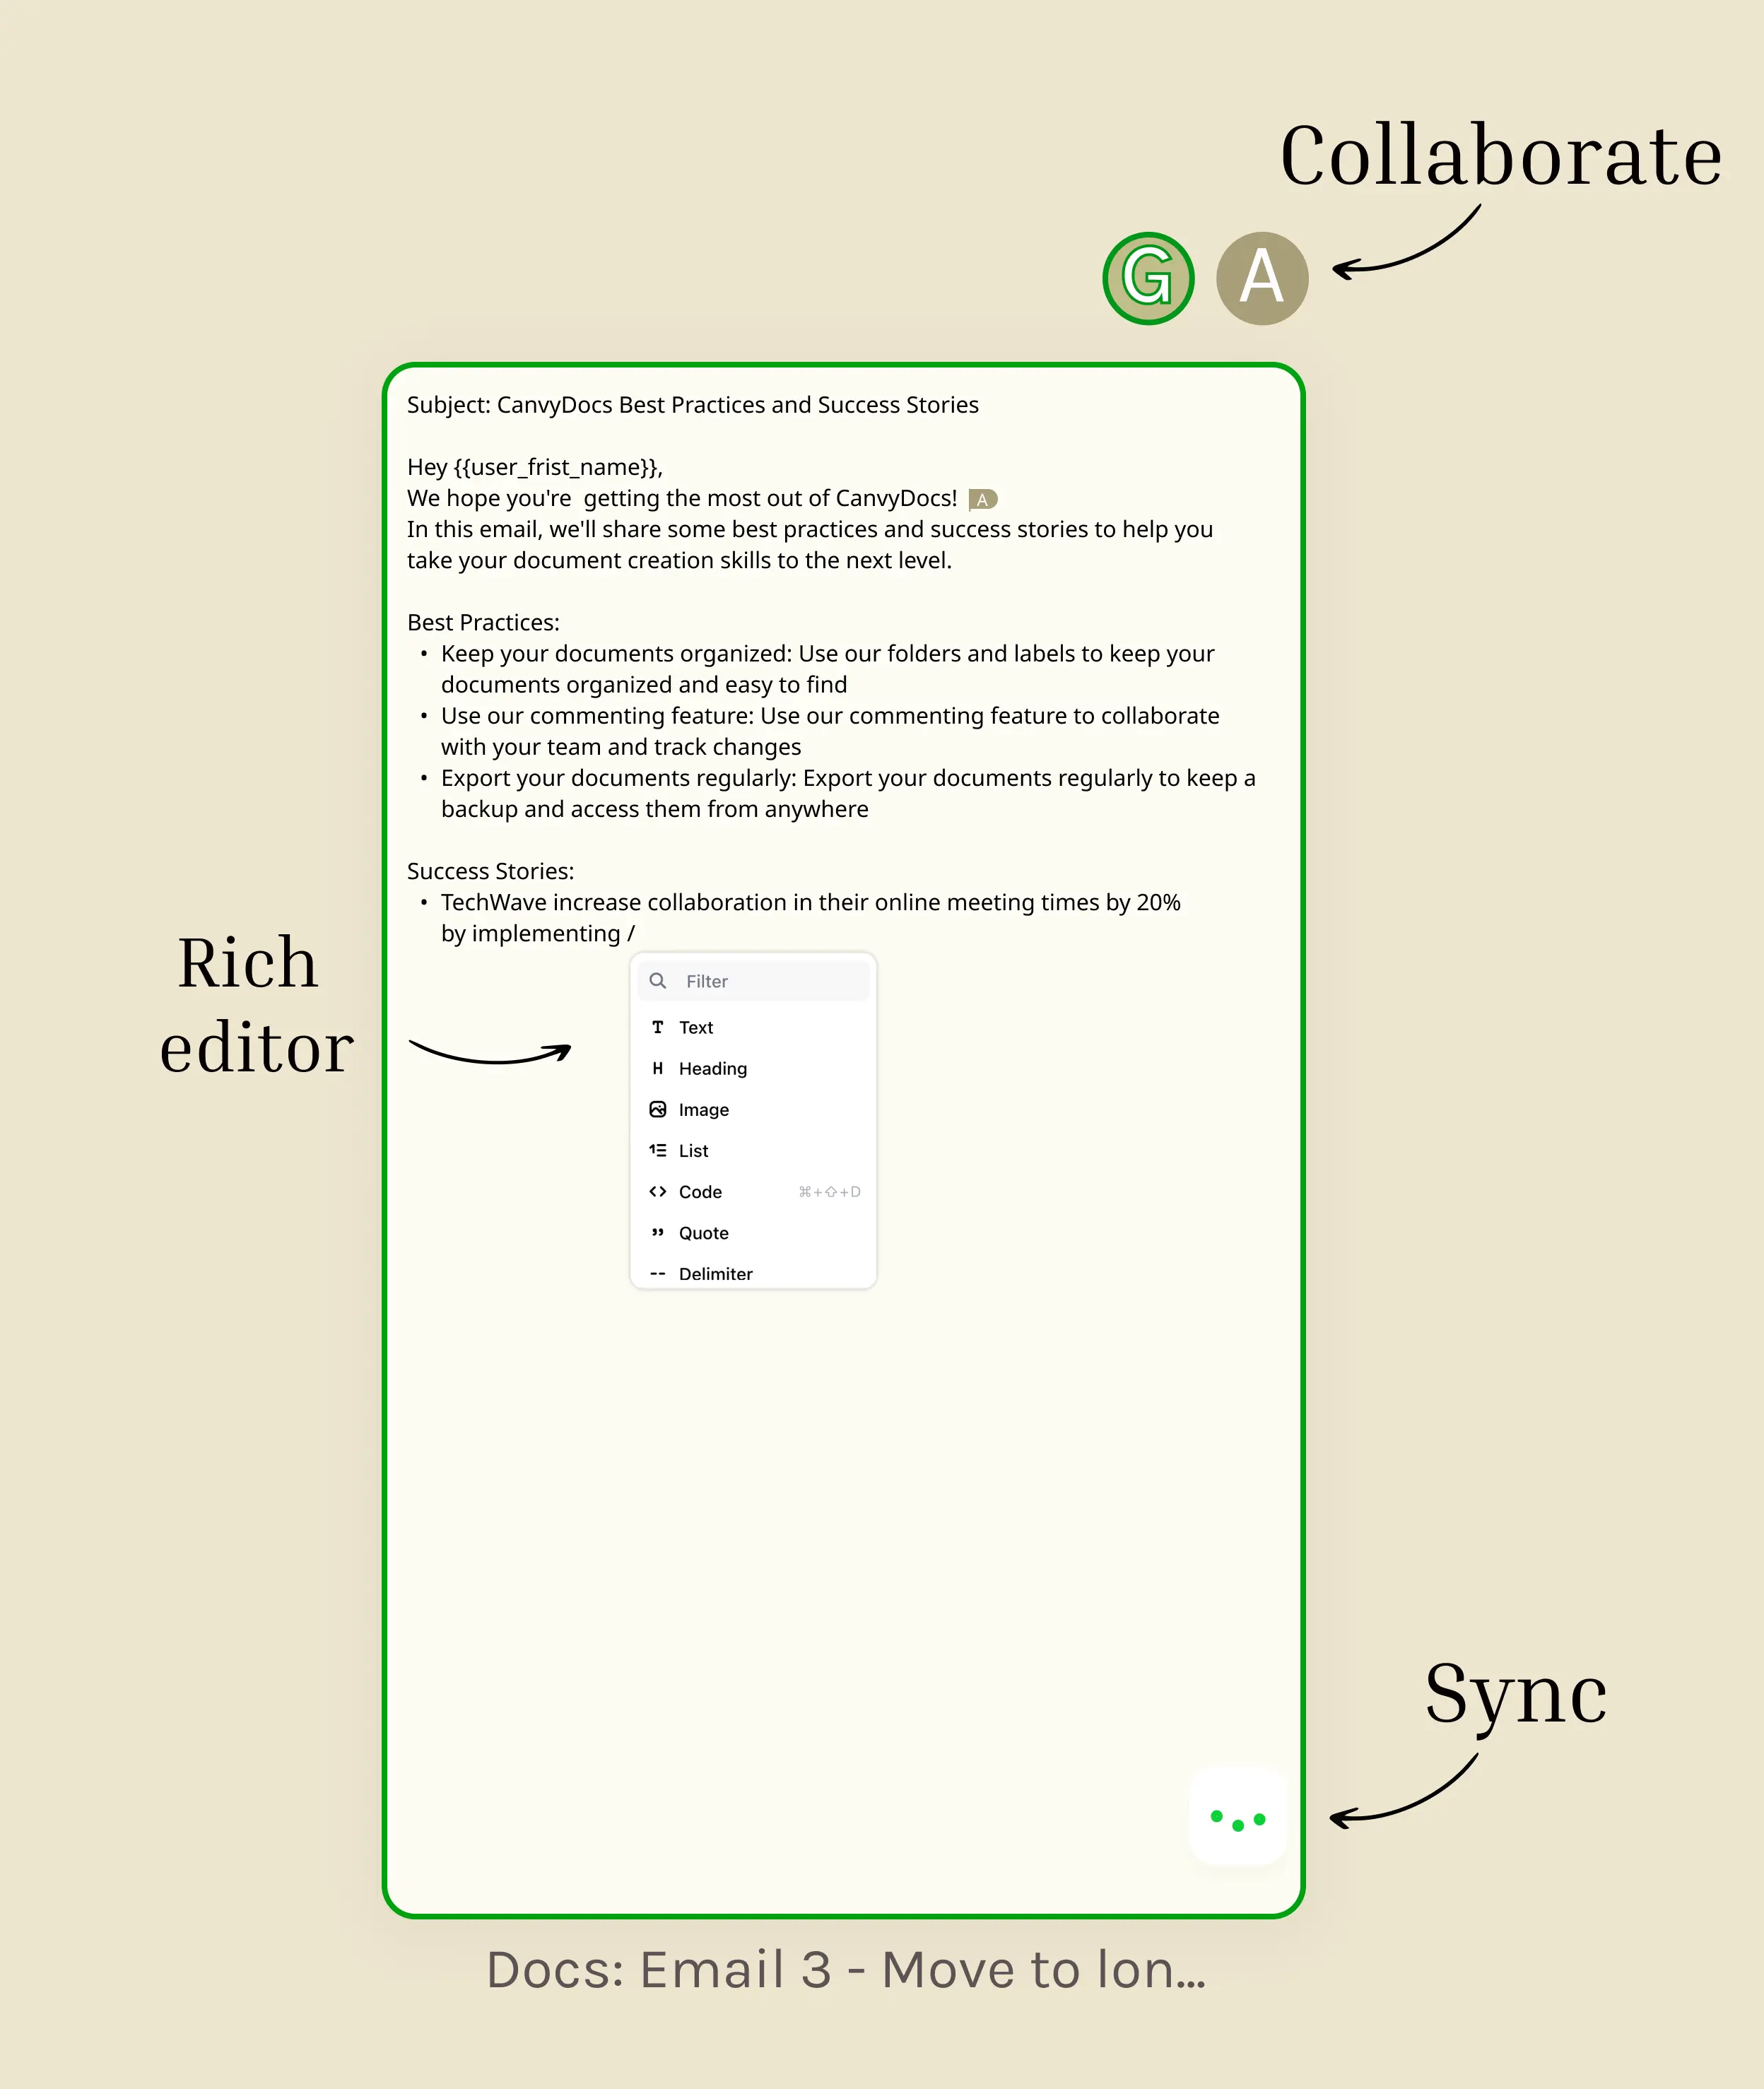 Collaborate
G A
Subject: CanvyDocs Best Practices and Success Stories
Hey {{user_frist_name}},
We hope you're  getting the most out of CanvyDocs! A
In this email, we'll share some best practices and success stories to help you
take your document creation skills to the next level.
Best Practices:
• Keep your documents organized: Use our folders and labels to keep your
documents organized and easy to find
• Use our commenting feature: Use our commenting feature to collaborate
with your team and track changes
• Export your documents regularly: Export your documents regularly to keep a
backup and access them from anywhere
Success Stories:
• TechWave increase collaboration in their online meeting times by 20%
by implementing /
Rich
editor
Filter
Text
Heading
Image
List
Code ⌘+⇧+D
Quote
Delimiter
Sync
Docs: Email 3 - Move to lon...